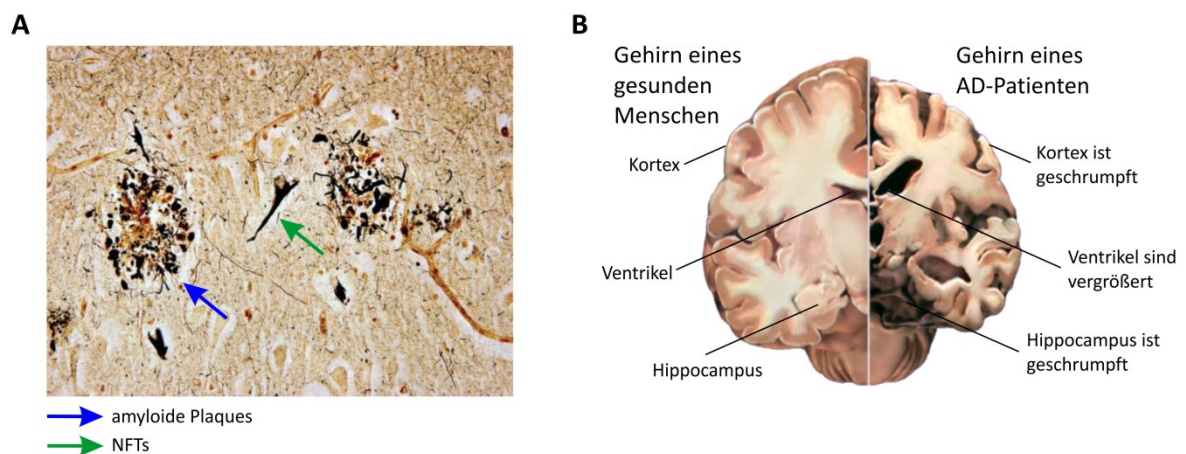 A
amyloide Plaques
NFTs
B
Gehirn eines
gesunden
Menschen
Gehirn eines
AD-Patienten
Kortex
Ventrikel
Hippocampus
Kortex ist
geschrumpft
Ventrikel sind
vergrößert
Hippocampus ist
geschrumpft